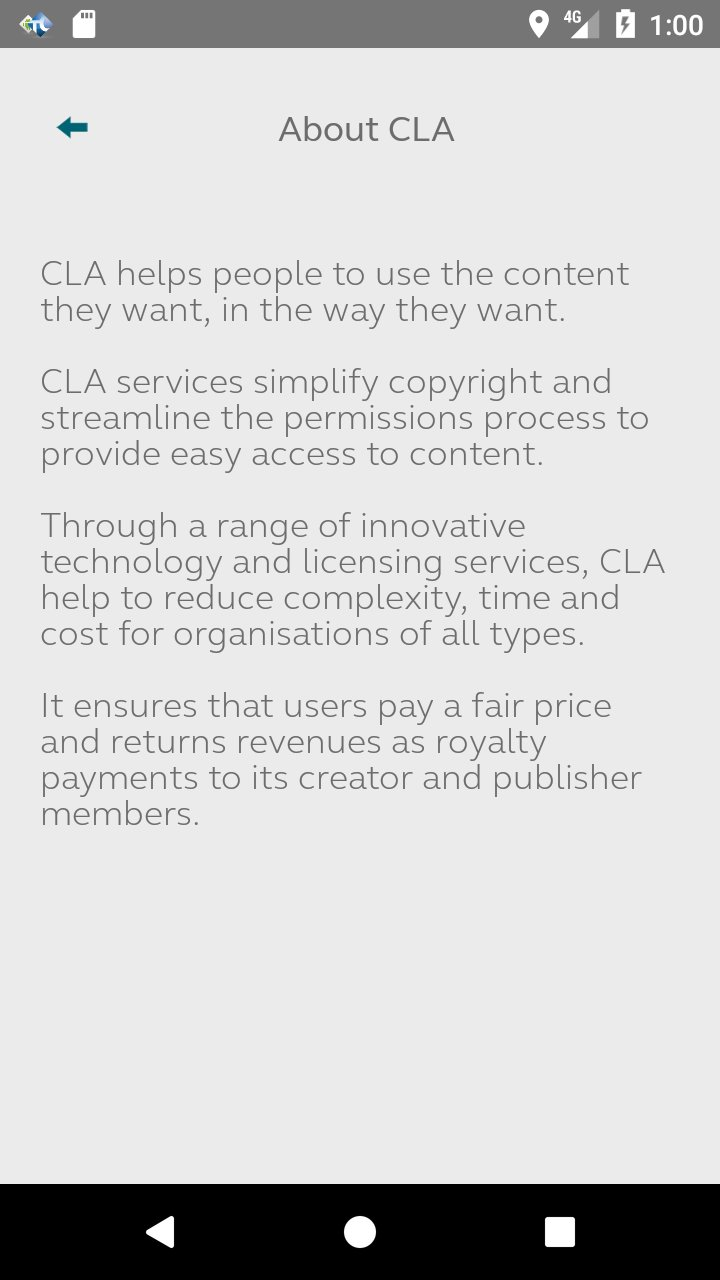 4G 1:00
About CLA
CLA helps people to use the content
they want, in the way they want.
CLA services simplify copyright and
streamline the permissions process to
provide easy access to content.
Through a range of innovative
technology and licensing services, CLA
help to reduce complexity, time and
cost for organisations of all types.
It ensures that users pay a fair price
and returns revenues as royalty
payments to its creator and publisher
members.